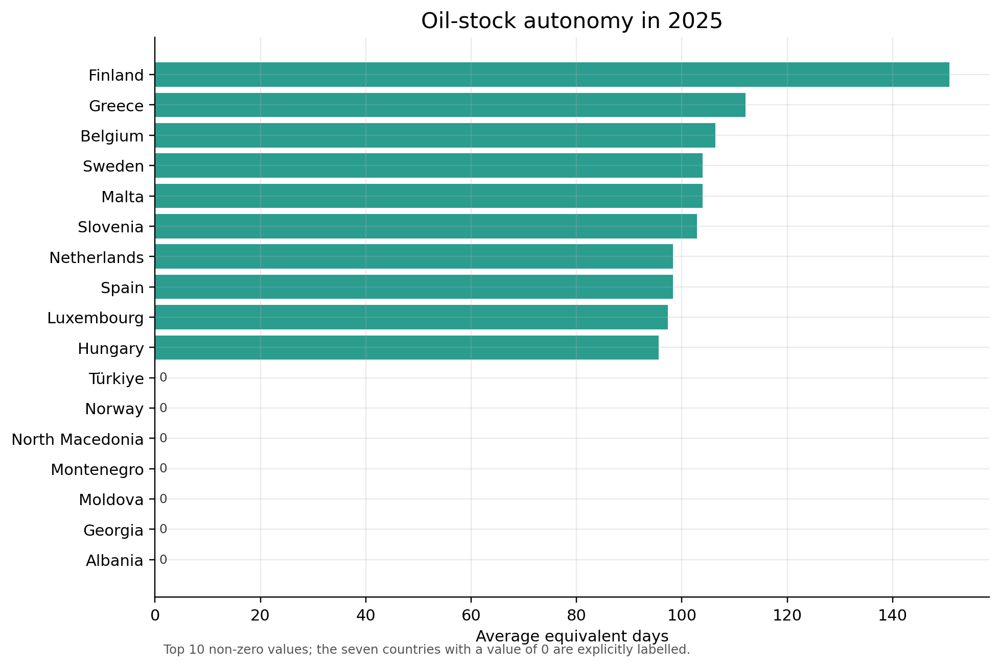 Oil-stock autonomy in 2025
Finland
Greece
Belgium
Sweden
Malta
Slovenia
Netherlands
Spain
Luxembourg
Hungary
Türkiye 0
Norway 0
North Macedonia 0
Montenegro 0
Moldova 0
Georgia 0
Albania 0
0 20 40 60 80 100 120 140
Average equivalent days
Top 10 non-zero values; the seven countries with a value of 0 are explicitly labelled.